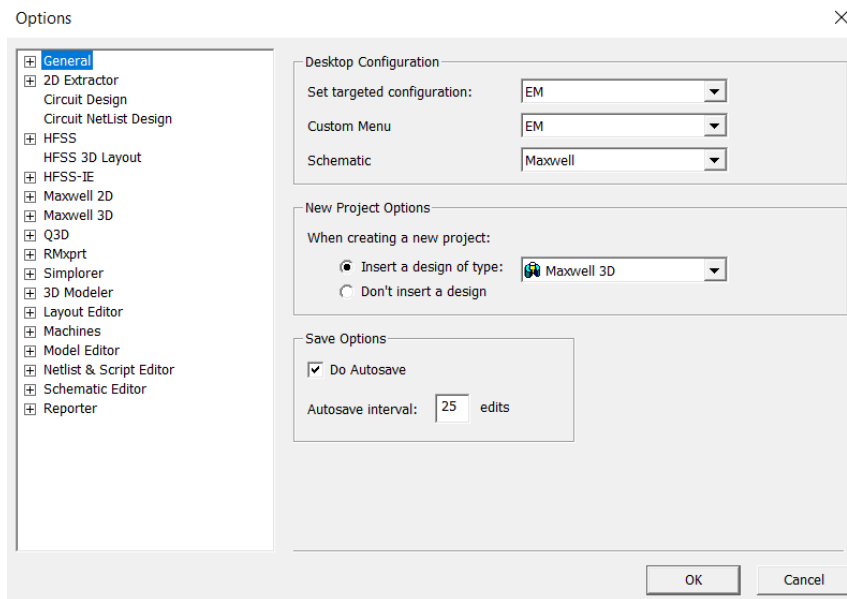 Options
General
2D Extractor
Circuit Design
Circuit NetList Design
HFSS
HFSS 3D Layout
HFSS-IE
Maxwell 2D
Maxwell 3D
Q3D
RMxprt
Simplorer
3D Modeler
Layout Editor
Machines
Model Editor
Netlist & Script Editor
Schematic Editor
Reporter
Desktop Configuration
Set targeted configuration: EM
Custom Menu EM
Schematic Maxwell
New Project Options
When creating a new project:
Insert a design of type: Maxwell 3D
Don't insert a design
Save Options
Do Autosave
Autosave interval: 25 edits
OK Cancel